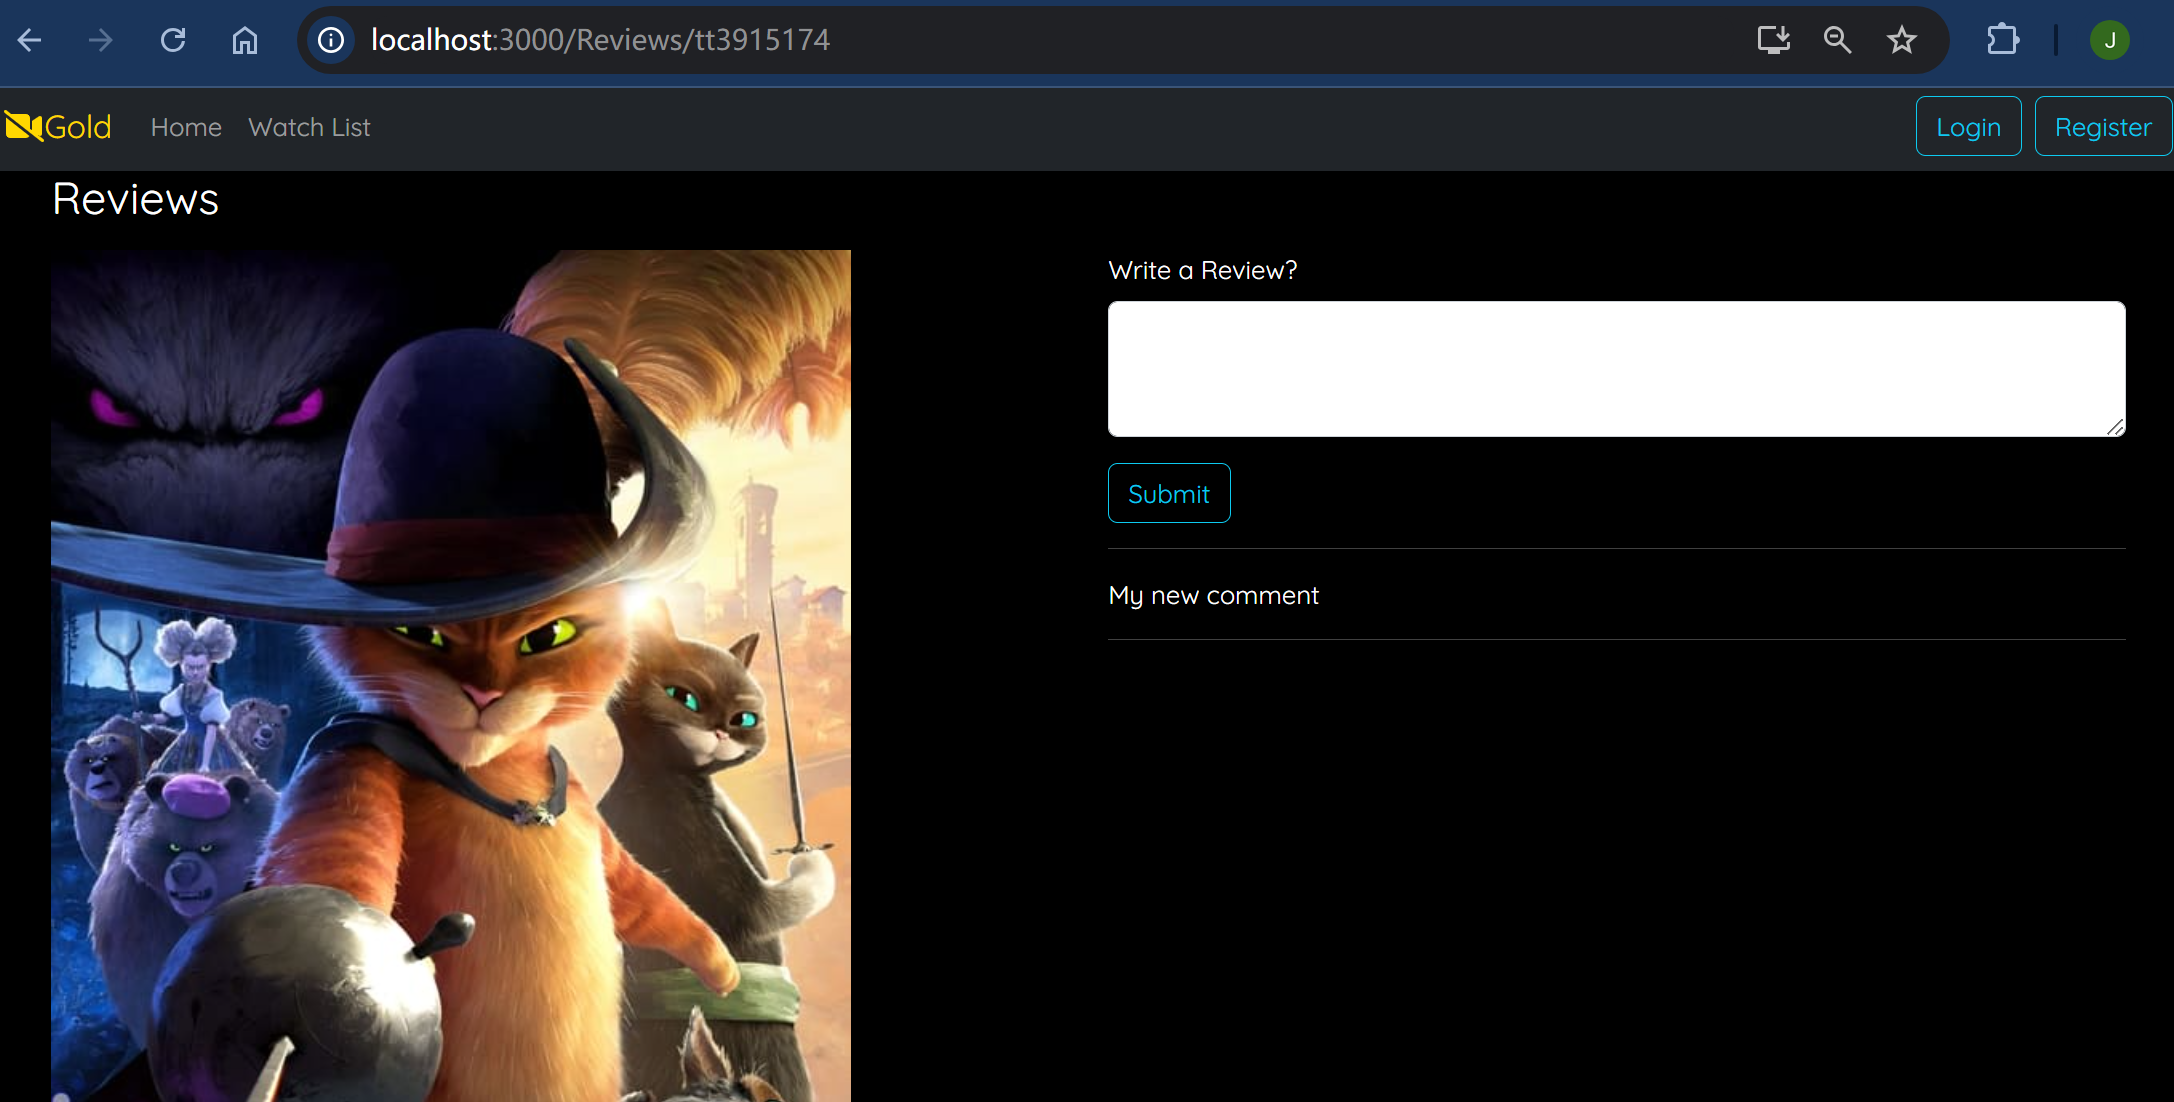 localhost:3000/Reviews/tt3915174
J
Gold Home Watch List Login Register
Reviews
Write a Review?
Submit
My new comment